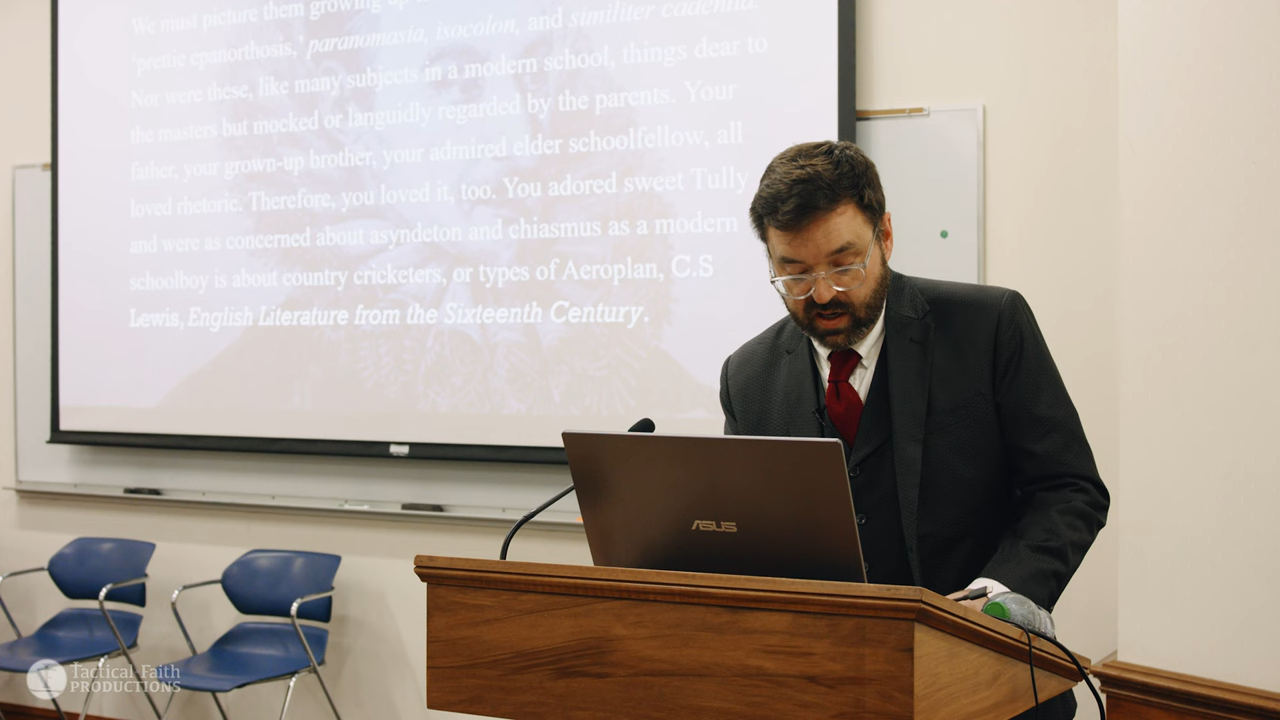 We must picture them growing up
'pretie epanorthosis,' paranomasia, isocolon, and similiter cadentia.
Nor were these, like many subjects in a modern school, things dear to
the masters but mocked or languidly regarded by the parents. Your
father, your grown-up brother, your admired elder schoolfellow, all
loved rhetoric. Therefore, you loved it, too. You adored sweet Tully
and were as concerned about asyndeton and chiasmus as a modern
schoolboy is about country cricketers, or types of Aeroplan, C.S
Lewis, English Literature from the Sixteenth Century.
ASUS
Tactical Faith
PRODUCTIONS